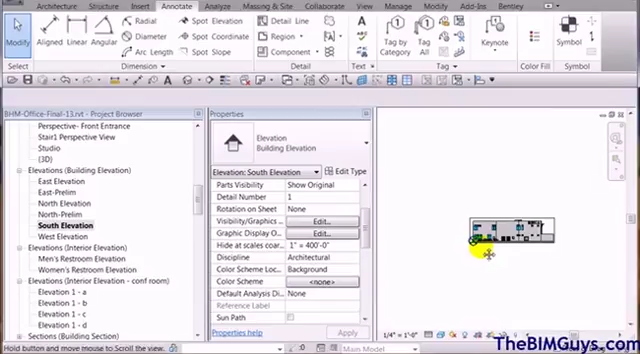 Architecture Structure Insert Annotate Analyze Massing & Site Collaborate View Modify Add-Ins Bentley
Modify
Aligned Linear Angular
Radial
Diameter
Arc Length
Spot Elevation
Spot Coordinate
Spot Slope
Detail Line
Region
Component
Tag by Category
Tag All
Keynote
Color Fill
Symbol
Select Dimension Detail Text Tag Symbol
BHM-Office-Final-13.rvt - Project Browser
Perspective- Front Entrance
Stair1 Perspective View
Studio
{3D}
Elevations (Building Elevation)
East Elevation
East-Prelim
North Elevation
North-Prelim
South Elevation
West Elevation
Elevations (Interior Elevation)
Men's Restroom Elevation
Women's Restroom Elevation
Elevations (Interior Elevation - conf room)
Elevation 1 - a
Elevation 1 - b
Elevation 1 - c
Elevation 1 - d
Sections (Building Section)
Properties
Elevation
Building Elevation
Elevation: South Elevation Edit Type
Parts Visibility Show Original
Detail Number 1
Rotation on Sheet None
Visibility/Graphics ... Edit...
Graphic Display O... Edit...
Hide at scales coar... 1" = 400'-0"
Discipline Architectural
Color Scheme Loc... Background
Color Scheme <none>
Default Analysis Di... None
Reference Label
Sun Path
Properties help Apply
1/4" = 1'-0"
Hold button and move mouse to Scroll the view.
:0
Main Model
TheBIMGuys.com